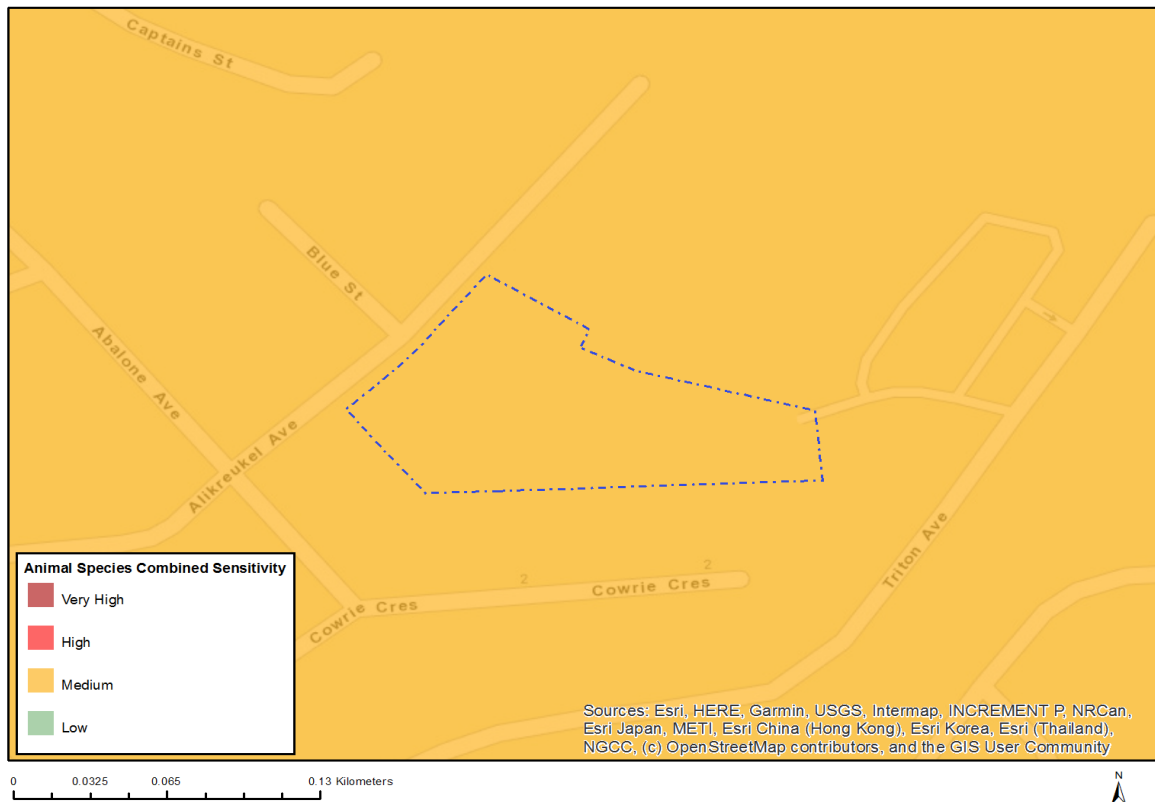 Captains St
Blue St
Abalone Ave
Alikreukel Ave
Triton Ave
2
2
Cowrie Cres
Cowrie Cres
Animal Species Combined Sensitivity
Very High
High
Medium
Low
Sources: Esri, HERE, Garmin, USGS, Intermap, INCREMENT P, NRCan,
Esri Japan, METI, Esri China (Hong Kong), Esri Korea, Esri (Thailand),
NGCC, (c) OpenStreetMap contributors, and the GIS User Community
0 0.0325 0.065 0.13 Kilometers
N